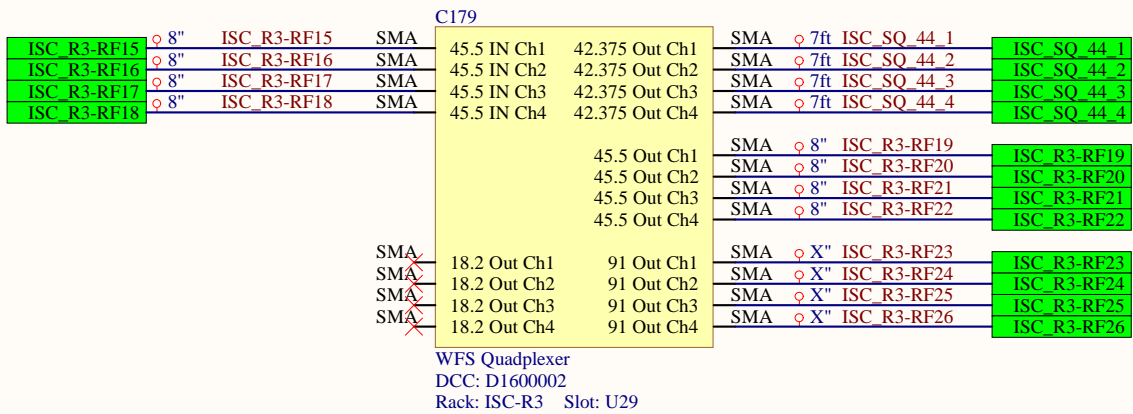 C179
ISC_R3-RF15 8" ISC_R3-RF15 SMA 45.5 IN Ch1 42.375 Out Ch1 SMA 7ft ISC_SQ_44_1 ISC_SQ_44_1
ISC_R3-RF16 8" ISC_R3-RF16 SMA 45.5 IN Ch2 42.375 Out Ch2 SMA 7ft ISC_SQ_44_2 ISC_SQ_44_2
ISC_R3-RF17 8" ISC_R3-RF17 SMA 45.5 IN Ch3 42.375 Out Ch3 SMA 7ft ISC_SQ_44_3 ISC_SQ_44_3
ISC_R3-RF18 8" ISC_R3-RF18 SMA 45.5 IN Ch4 42.375 Out Ch4 SMA 7ft ISC_SQ_44_4 ISC_SQ_44_4
45.5 Out Ch1 SMA 8" ISC_R3-RF19 ISC_R3-RF19
45.5 Out Ch2 SMA 8" ISC_R3-RF20 ISC_R3-RF20
45.5 Out Ch3 SMA 8" ISC_R3-RF21 ISC_R3-RF21
45.5 Out Ch4 SMA 8" ISC_R3-RF22 ISC_R3-RF22
SMA 18.2 Out Ch1 91 Out Ch1 SMA X" ISC_R3-RF23 ISC_R3-RF23
SMA 18.2 Out Ch2 91 Out Ch2 SMA X" ISC_R3-RF24 ISC_R3-RF24
SMA 18.2 Out Ch3 91 Out Ch3 SMA X" ISC_R3-RF25 ISC_R3-RF25
SMA 18.2 Out Ch4 91 Out Ch4 SMA X" ISC_R3-RF26 ISC_R3-RF26
WFS Quadplexer
DCC: D1600002
Rack: ISC-R3 Slot: U29